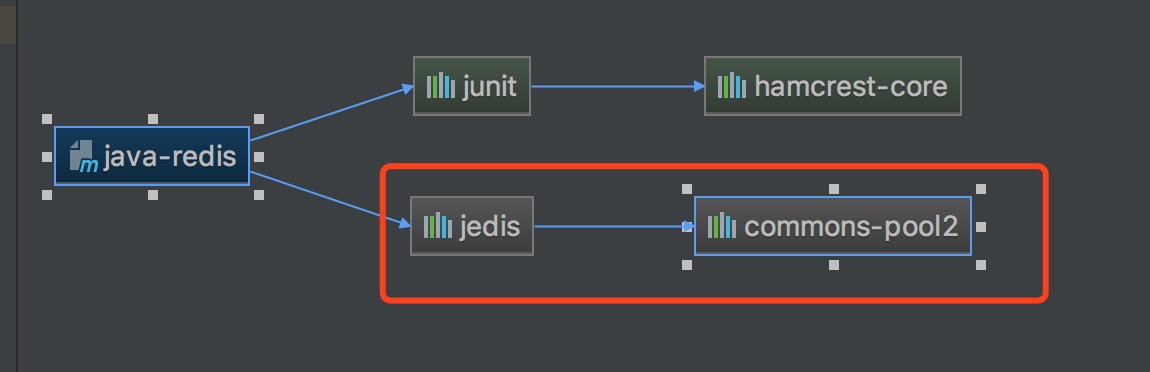 junit
hamcrest-core
java-redis
jedis
commons-pool2